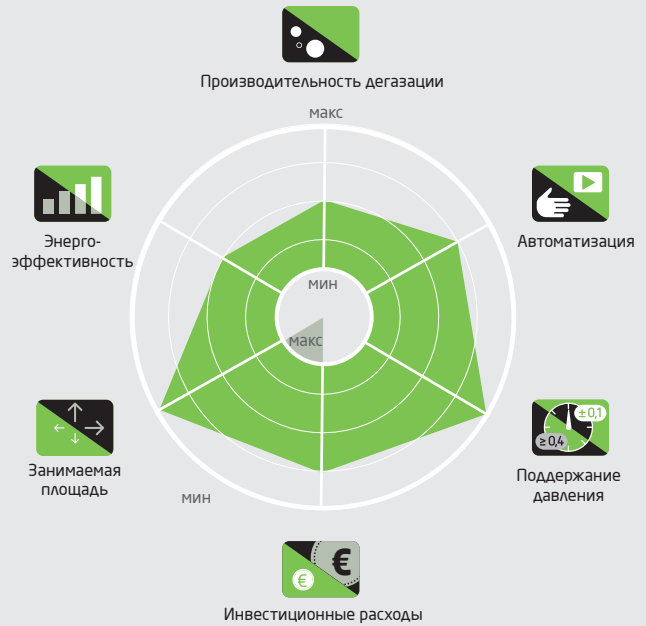 Производительность дегазации
макс
Энерго-
эффективность
Автоматизация
мин
макс
± 0,1
≥ 0,4
Занимаемая
площадь
Поддержание
давления
мин
€
€
Инвестиционные расходы